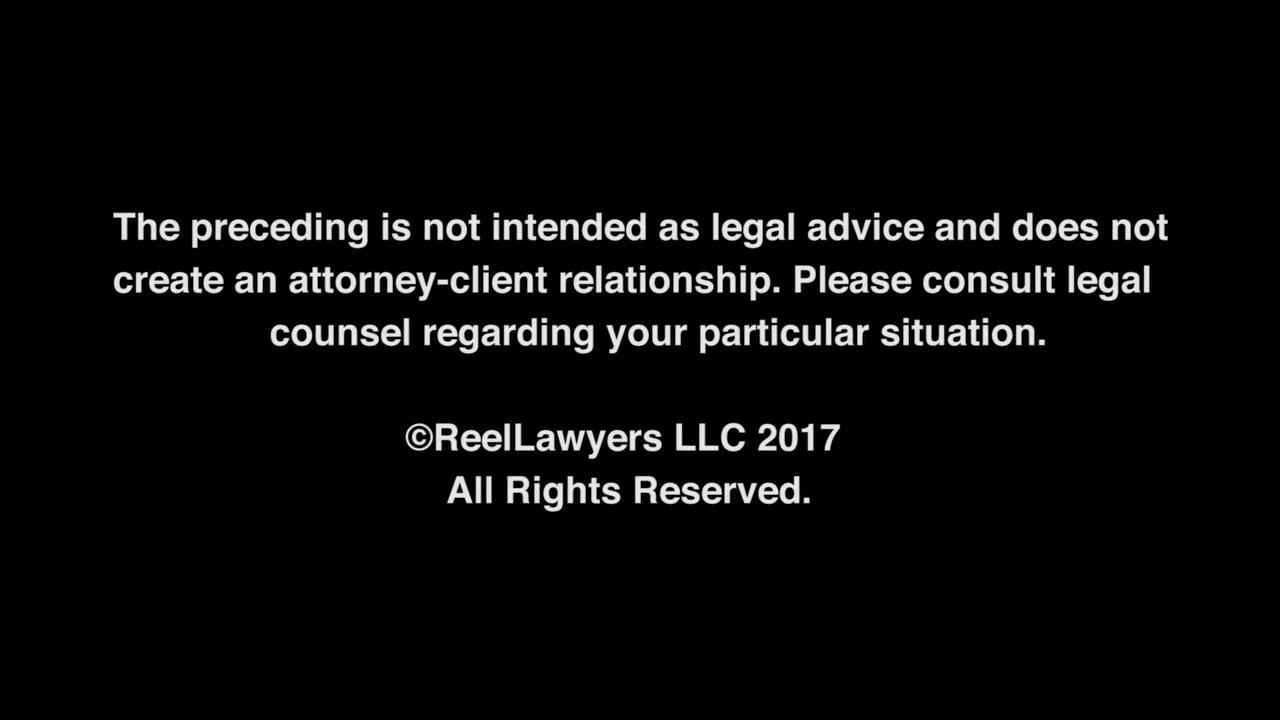 The preceding is not intended as legal advice and does not
create an attorney-client relationship. Please consult legal
counsel regarding your particular situation.
©ReelLawyers LLC 2017
All Rights Reserved.